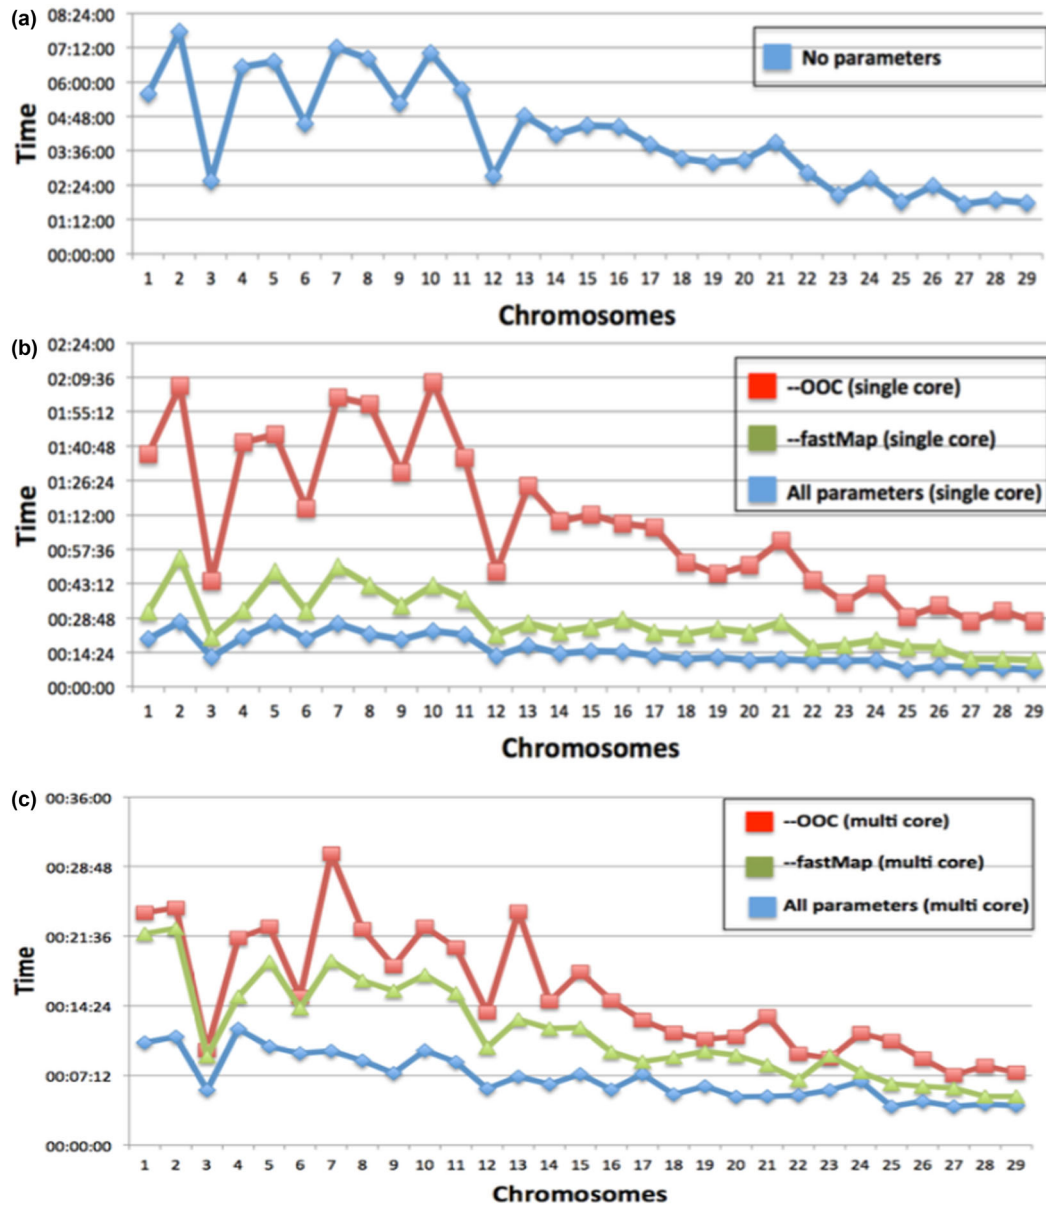 (a)
08:24:00
07:12:00
06:00:00
04:48:00
03:36:00
02:24:00
01:12:00
00:00:00
Time
No parameters
1 2 3 4 5 6 7 8 9 10 11 12 13 14 15 16 17 18 19 20 21 22 23 24 25 26 27 28 29
Chromosomes
(b)
02:24:00
02:09:36
01:55:12
01:40:48
01:26:24
01:12:00
00:57:36
00:43:12
00:28:48
00:14:24
00:00:00
Time
--OOC (single core)
--fastMap (single core)
All parameters (single core)
1 2 3 4 5 6 7 8 9 10 11 12 13 14 15 16 17 18 19 20 21 22 23 24 25 26 27 28 29
Chromosomes
(c)
00:36:00
00:28:48
00:21:36
00:14:24
00:07:12
00:00:00
Time
--OOC (multi core)
--fastMap (multi core)
All parameters (multi core)
1 2 3 4 5 6 7 8 9 10 11 12 13 14 15 16 17 18 19 20 21 22 23 24 25 26 27 28 29
Chromosomes